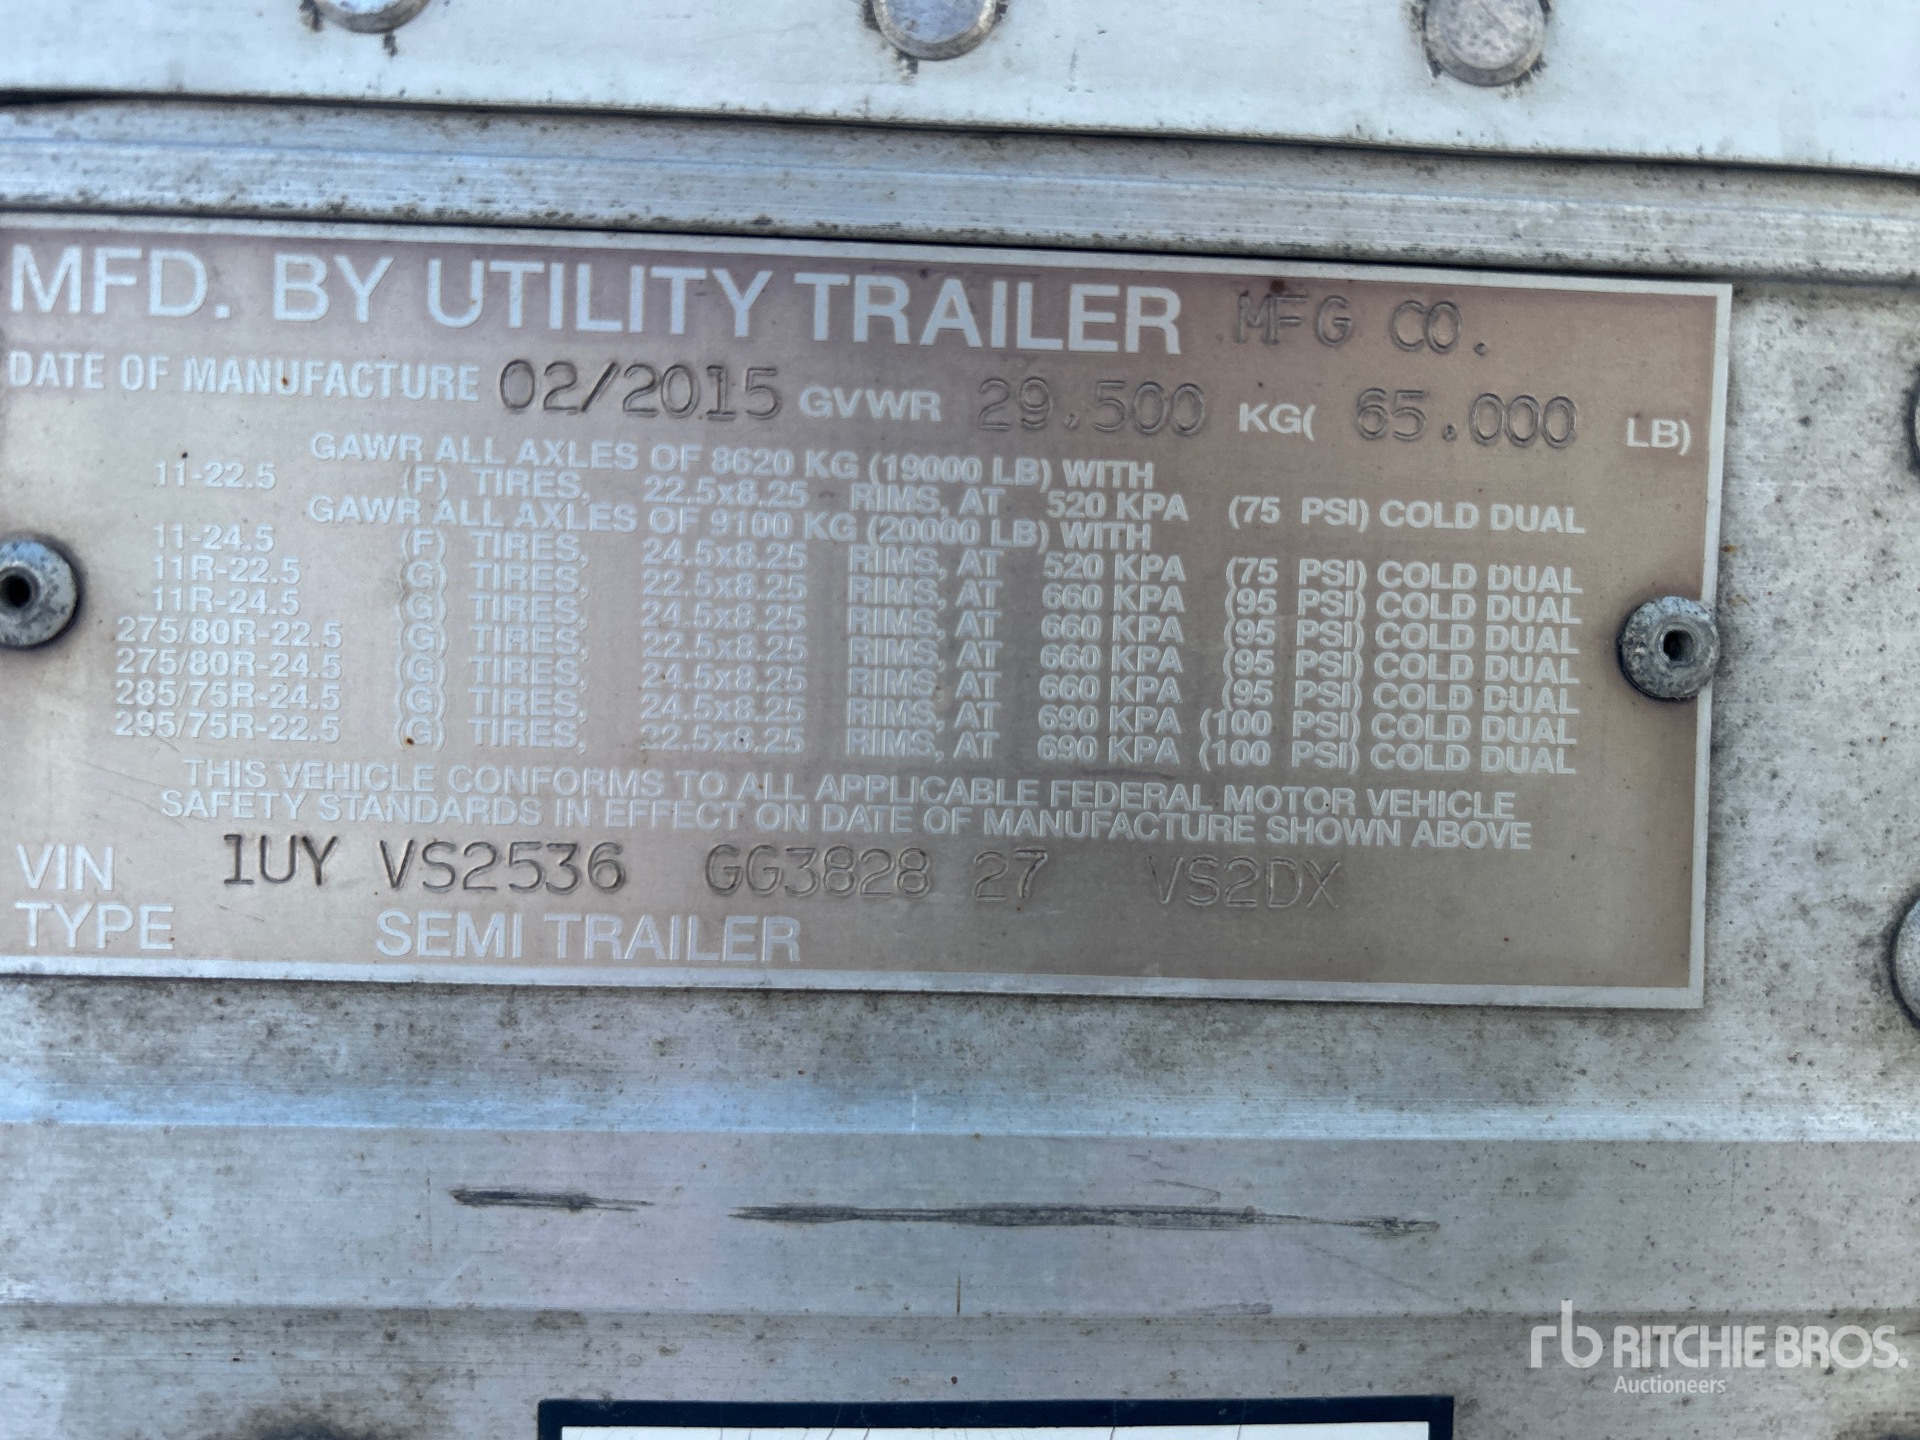 MFD. BY UTILITY TRAILER MFG CO.
DATE OF MANUFACTURE 02/2015 GVWR 29.500 KG( 65.000 LB)
GAWR ALL AXLES OF 8620 KG (19000 LB) WITH
11-22.5 (F) TIRES, 22.5x8.25 RIMS, AT 520 KPA (75 PSI) COLD DUAL
GAWR ALL AXLES OF 9100 KG (20000 LB) WITH
11-24.5 (F) TIRES, 24.5x8.25 RIMS, AT 520 KPA (75 PSI) COLD DUAL
11R-22.5 (G) TIRES, 22.5x8.25 RIMS, AT 660 KPA (95 PSI) COLD DUAL
11R-24.5 (G) TIRES, 24.5x8.25 RIMS, AT 660 KPA (95 PSI) COLD DUAL
275/80R-22.5 (G) TIRES, 22.5x8.25 RIMS, AT 660 KPA (95 PSI) COLD DUAL
275/80R-24.5 (G) TIRES, 24.5x8.25 RIMS, AT 660 KPA (95 PSI) COLD DUAL
285/75R-24.5 (G) TIRES, 24.5x8.25 RIMS, AT 690 KPA (100 PSI) COLD DUAL
295/75R-22.5 (G) TIRES, 22.5x8.25 RIMS, AT 690 KPA (100 PSI) COLD DUAL
THIS VEHICLE CONFORMS TO ALL APPLICABLE FEDERAL MOTOR VEHICLE
SAFETY STANDARDS IN EFFECT ON DATE OF MANUFACTURE SHOWN ABOVE
VIN 1UY VS2536 GG3828 27 VS2DX
TYPE SEMI TRAILER
rb RITCHIE BROS.
Auctioneers